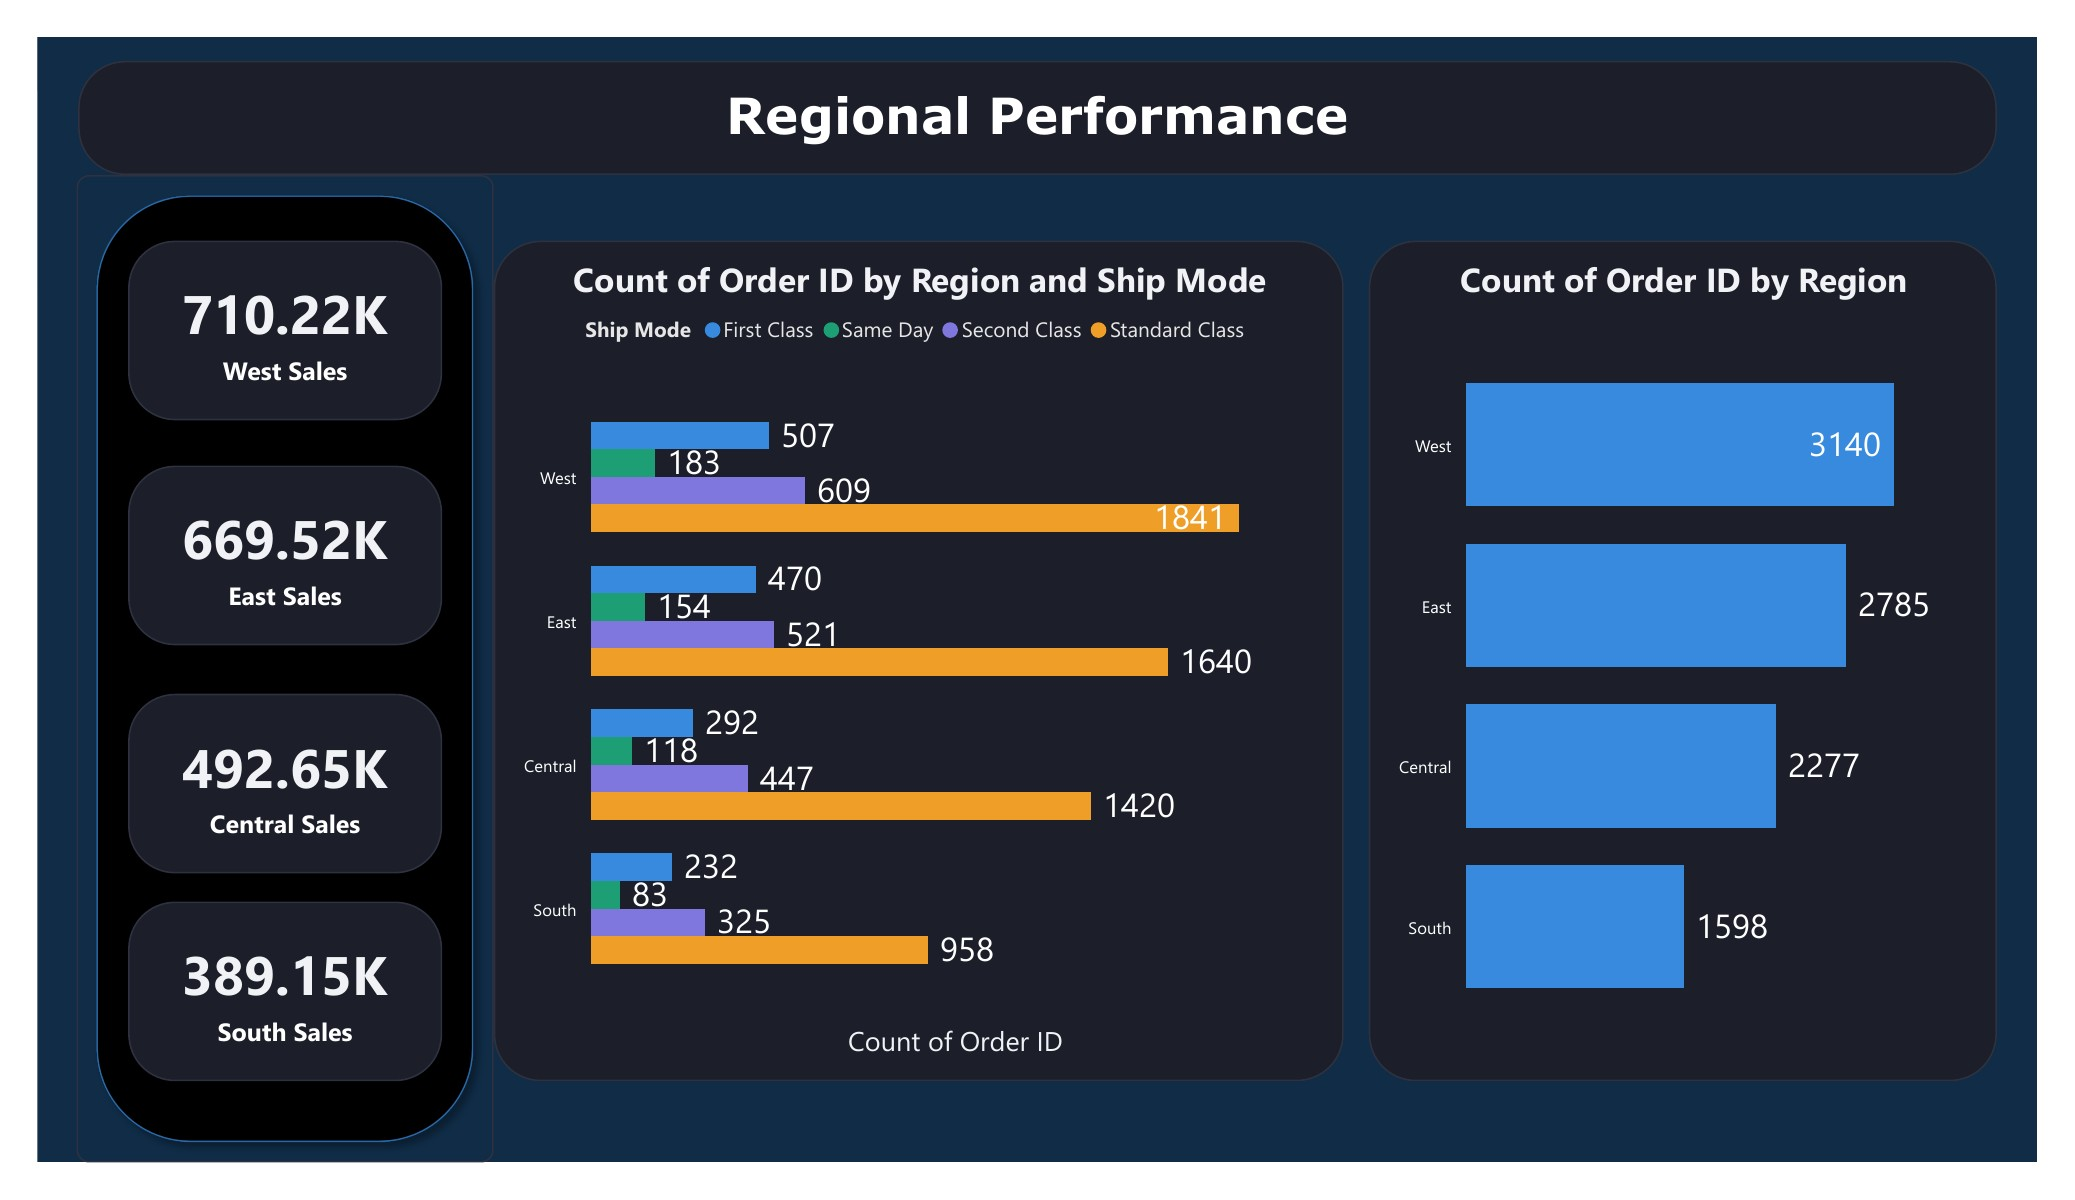 Regional Performance
710.22K
West Sales
669.52K
East Sales
492.65K
Central Sales
389.15K
South Sales
Count of Order ID by Region and Ship Mode
Ship Mode First Class Same Day Second Class Standard Class
West
507
183
609
1841
East
470
154
521
1640
Central
292
118
447
1420
South
232
83
325
958
Count of Order ID
Count of Order ID by Region
West 3140
East 2785
Central 2277
South 1598